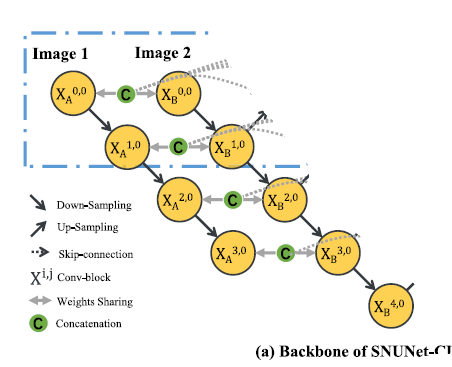 Image 1 Image 2
X_A^0,0 C X_B^0,0
X_A^1,0 C X_B^1,0
X_A^2,0 C X_B^2,0
X_A^3,0 C X_B^3,0
X_B^4,0
Down-Sampling
Up-Sampling
Skip-connection
X^i,j Conv-block
Weights Sharing
C Concatenation
(a) Backbone of